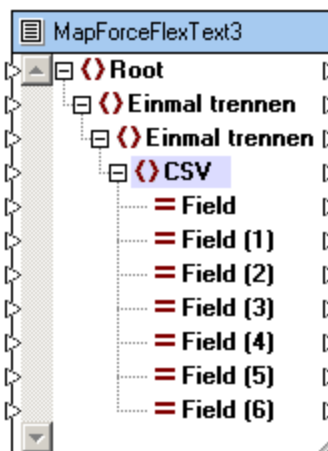 MapForceFlexText3
Root
Einmal trennen
Einmal trennen
CSV
Field
Field (1)
Field (2)
Field (3)
Field (4)
Field (5)
Field (6)